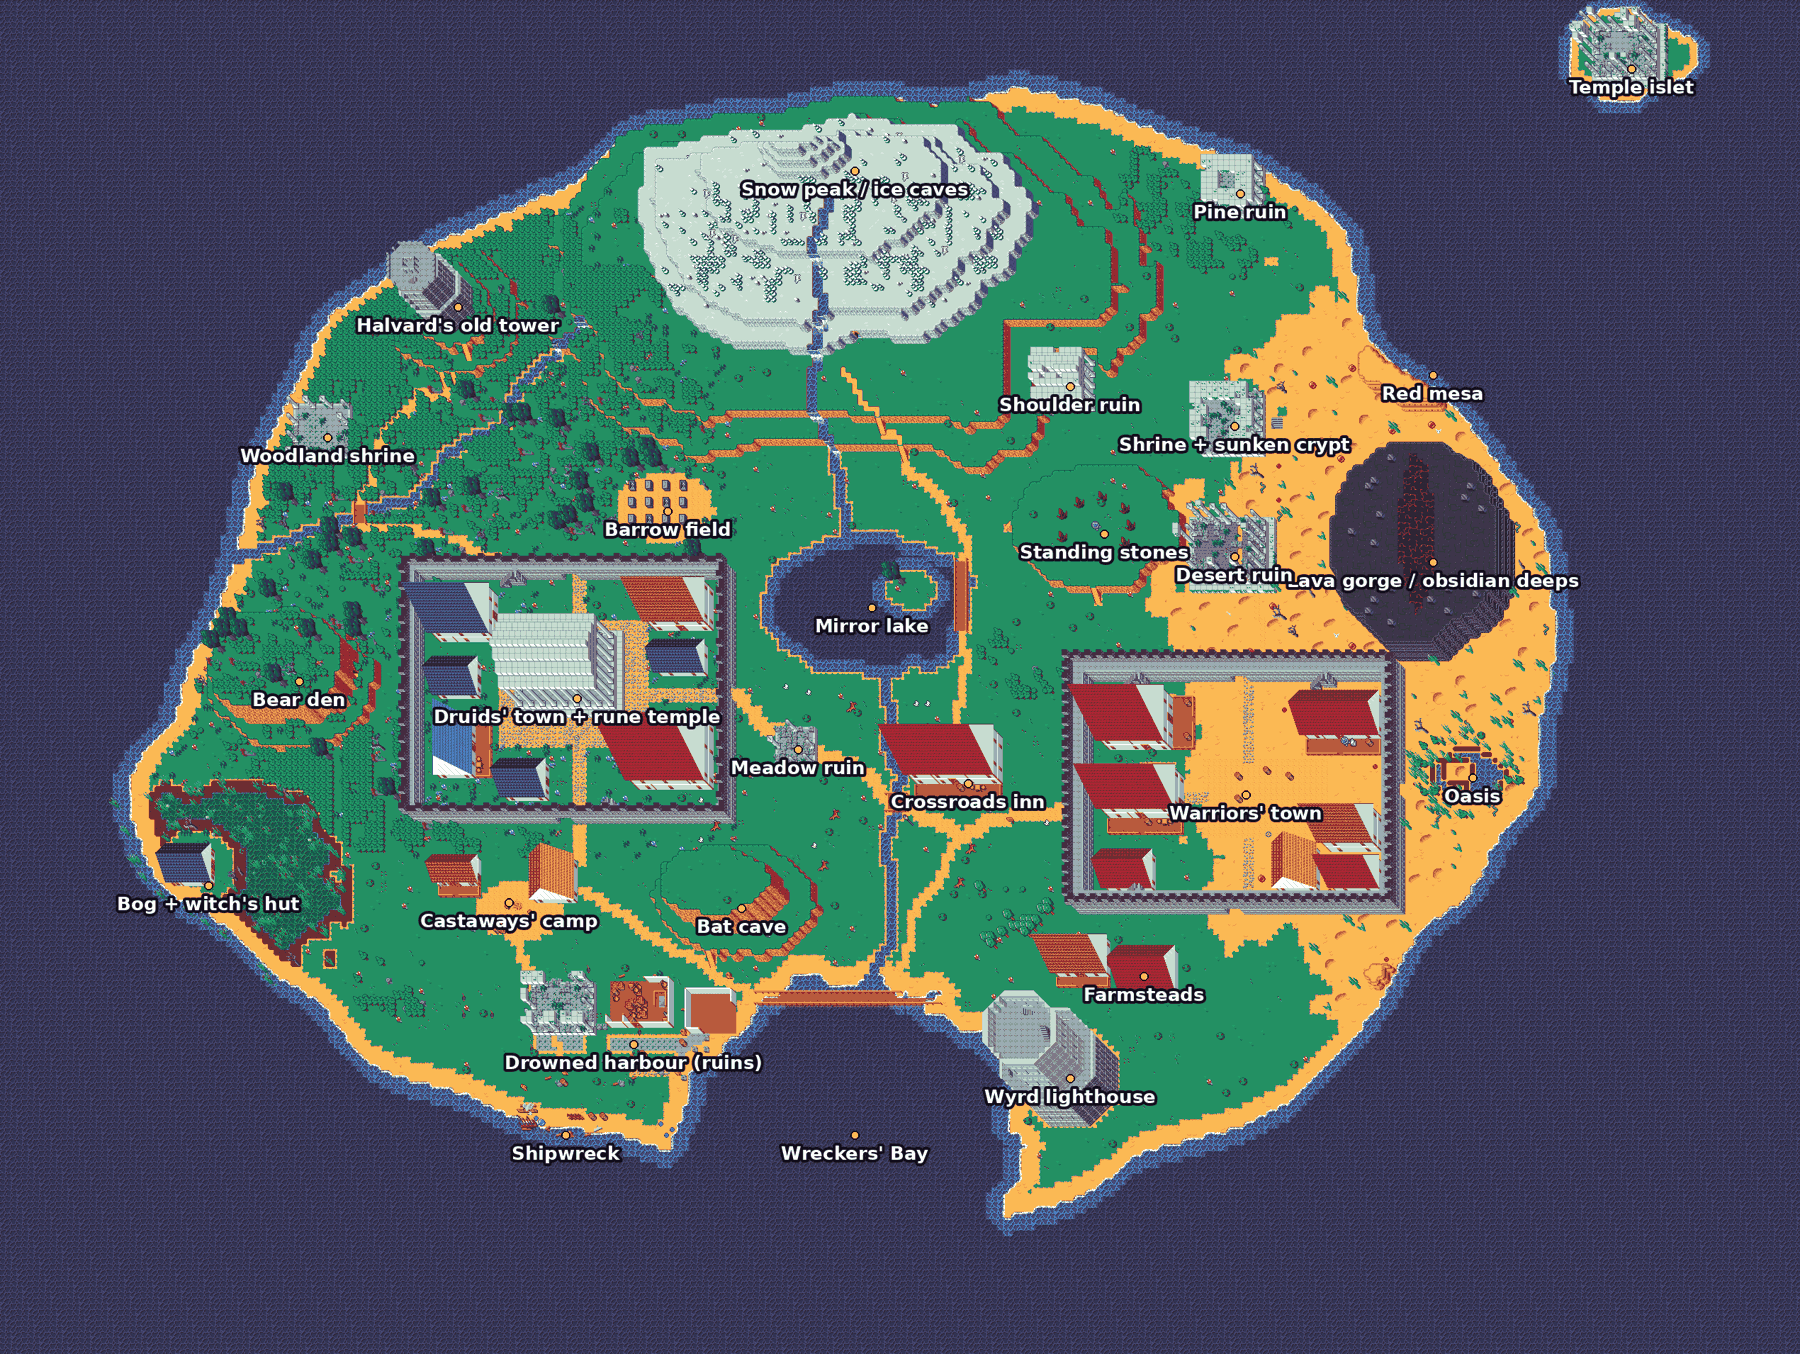 Temple islet
Snow peak / ice caves
Pine ruin
Halvard's old tower
Red mesa
Shoulder ruin
Shrine + sunken crypt
Woodland shrine
Barrow field
Standing stones
Desert ruin
Lava gorge / obsidian deeps
Mirror lake
Bear den
Druids' town + rune temple
Meadow ruin
Oasis
Crossroads inn
Warriors' town
Bog + witch's hut
Castaways' camp
Bat cave
Farmsteads
Drowned harbour (ruins)
Wyrd lighthouse
Shipwreck
Wreckers' Bay